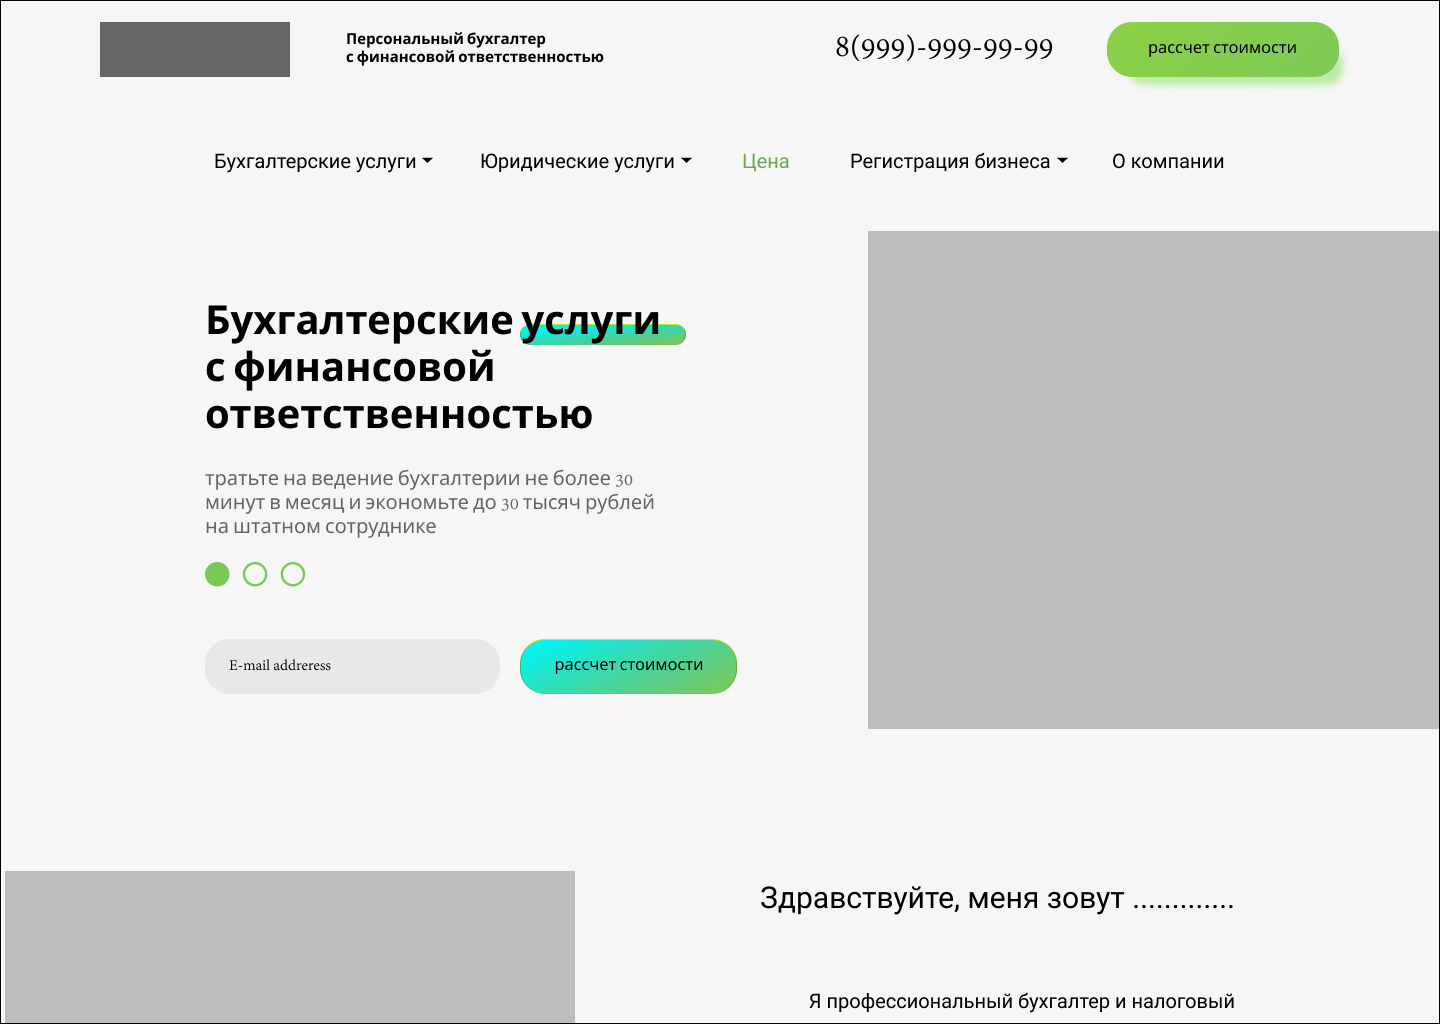 Персональный бухгалтер
с финансовой ответственностью
8(999)-999-99-99
рассчет стоимости
Бухгалтерские услуги
Юридические услуги
Цена
Регистрация бизнеса
О компании
Бухгалтерские услуги
с финансовой
ответственностью
тратьте на ведение бухгалтерии не более 30
минут в месяц и экономьте до 30 тысяч рублей
на штатном сотруднике
E-mail addreress
рассчет стоимости
Здравствуйте, меня зовут .............
Я профессиональный бухгалтер и налоговый